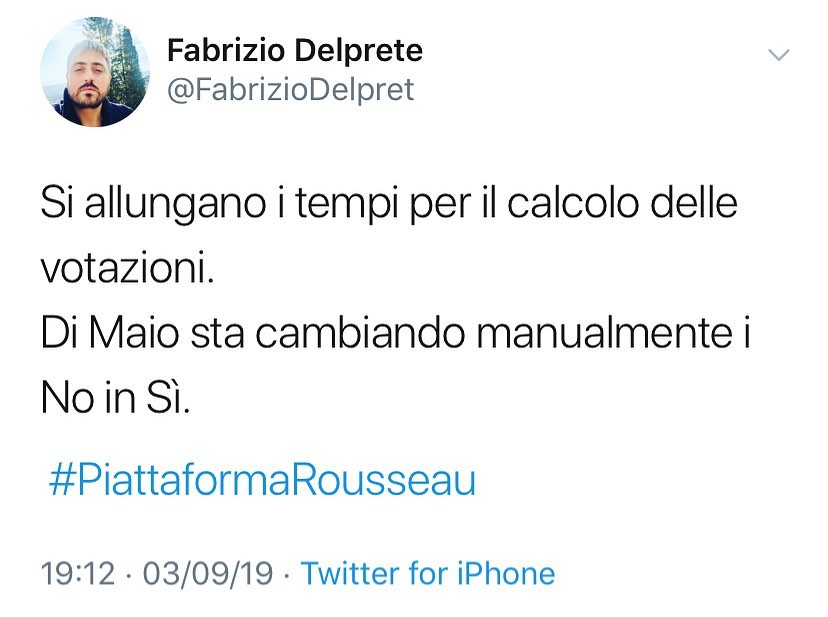 Fabrizio Delprete
@FabrizioDelpret
Si allungano i tempi per il calcolo delle
votazioni.
Di Maio sta cambiando manualmente i
No in Sì.
#PiattaformaRousseau
19:12 · 03/09/19 · Twitter for iPhone